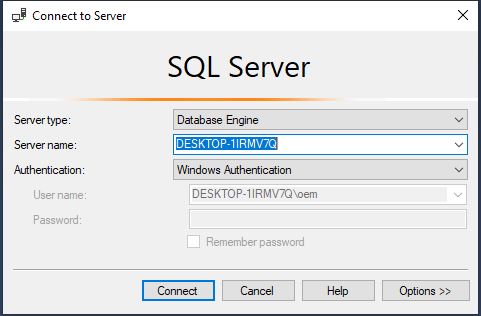 Connect to Server
SQL Server
Server type: Database Engine
Server name: DESKTOP-1IRMV7Q
Authentication: Windows Authentication
User name: DESKTOP-1IRMV7Q\oem
Password:
Remember password
Connect Cancel Help Options >>